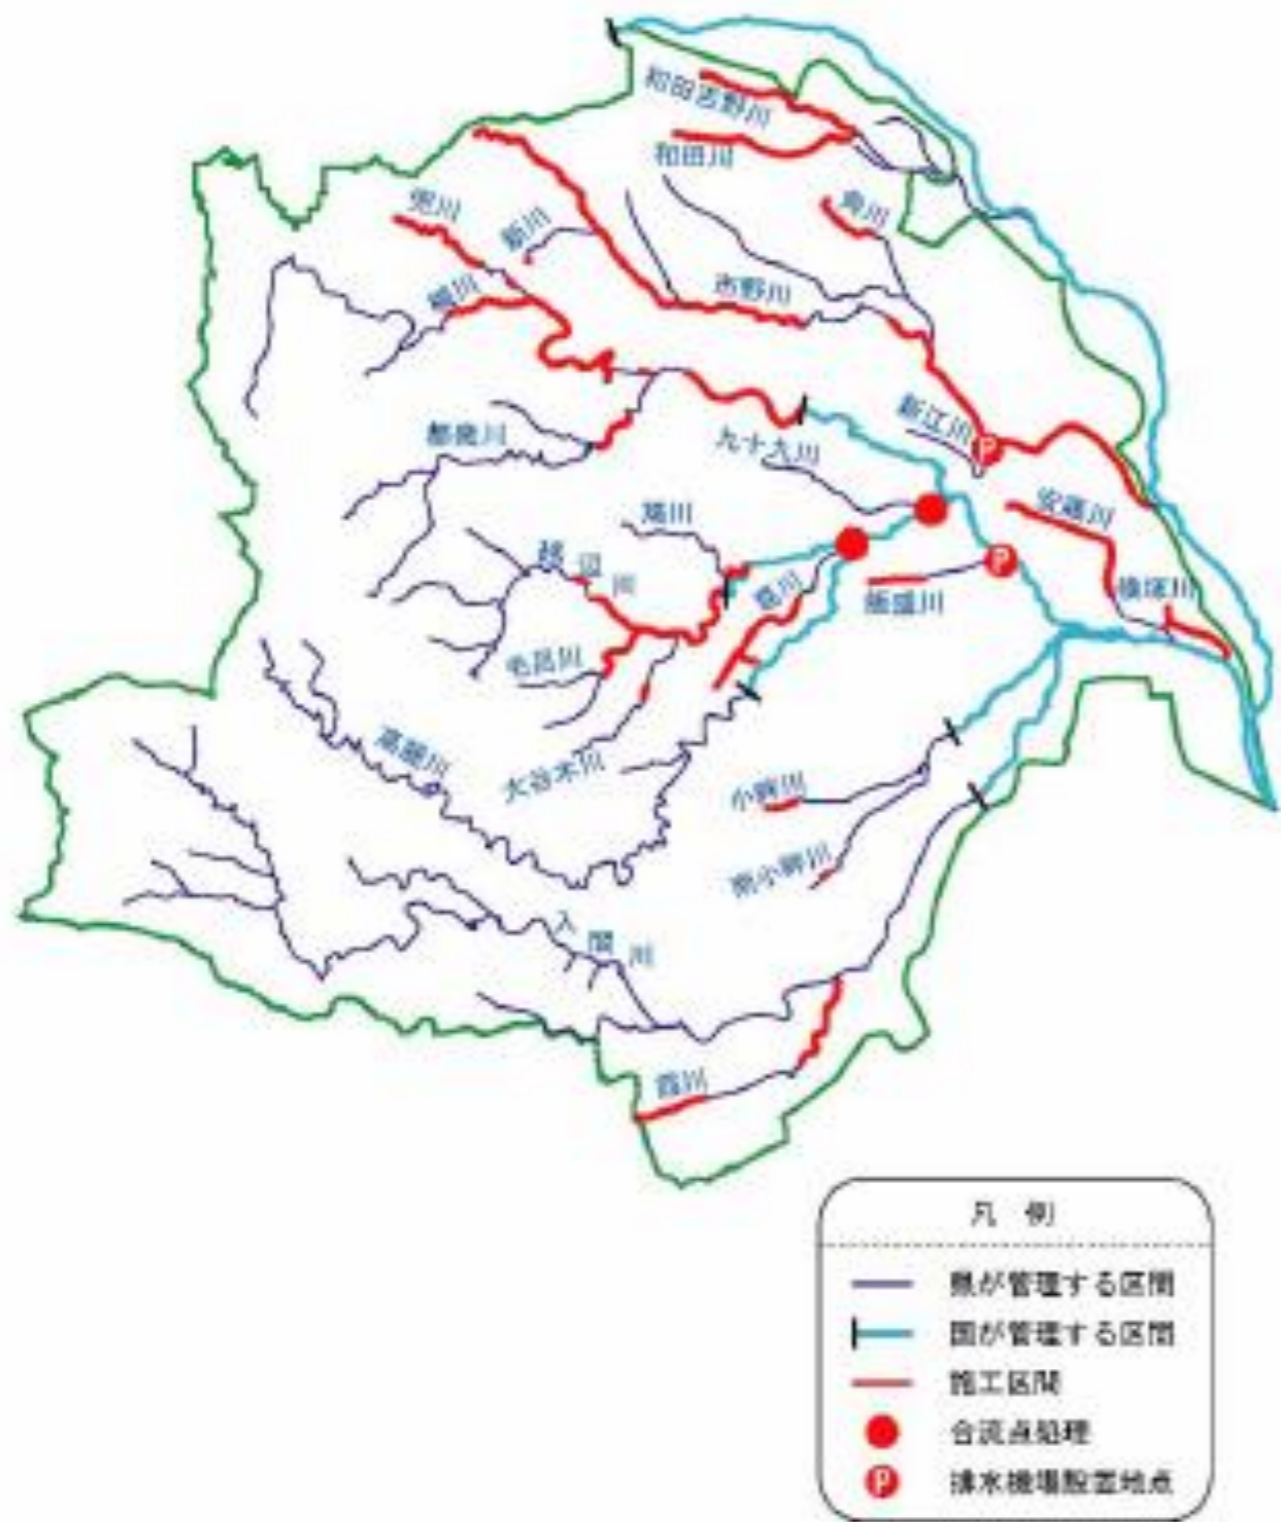 和田吉野川
和田川
兜川
新川
角川
槻川
市野川
都幾川
九十九川
新江川
安藤川
鳩川
越辺川
葛川
飯盛川
横塚川
毛呂川
高麗川
大谷木川
小畔川
南小畔川
入間川
霞川
凡 例
県が管理する区間
国が管理する区間
施工区間
合流点処理
P
排水機場設置地点